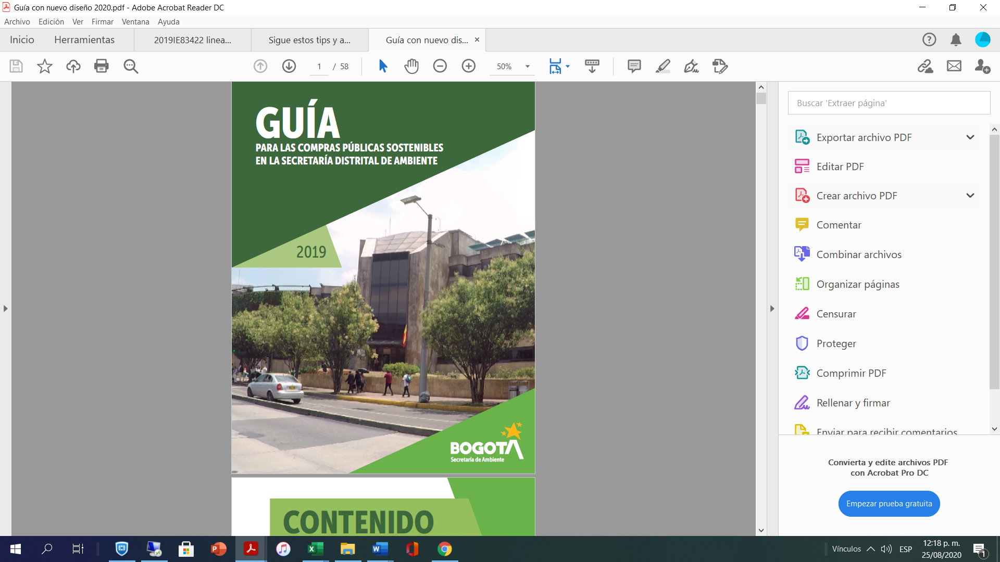 Guía con nuevo diseño 2020.pdf - Adobe Acrobat Reader DC
Archivo Edición Ver Firmar Ventana Ayuda
Inicio Herramientas 2019IE83422 linea... Sigue estos tips y a... Guía con nuevo dis... ×
1 / 58 50%
GUÍA
PARA LAS COMPRAS PÚBLICAS SOSTENIBLES
EN LA SECRETARÍA DISTRITAL DE AMBIENTE
2019
BOGOTA
Secretaría de Ambiente
CONTENIDO
Buscar 'Extraer página'
Exportar archivo PDF
Editar PDF
Crear archivo PDF
Comentar
Combinar archivos
Organizar páginas
Censurar
Proteger
Comprimir PDF
Rellenar y firmar
Enviar para recibir comentarios
Convierta y edite archivos PDF
con Acrobat Pro DC
Empezar prueba gratuita
Vínculos ESP 12:18 p. m.
25/08/2020
1